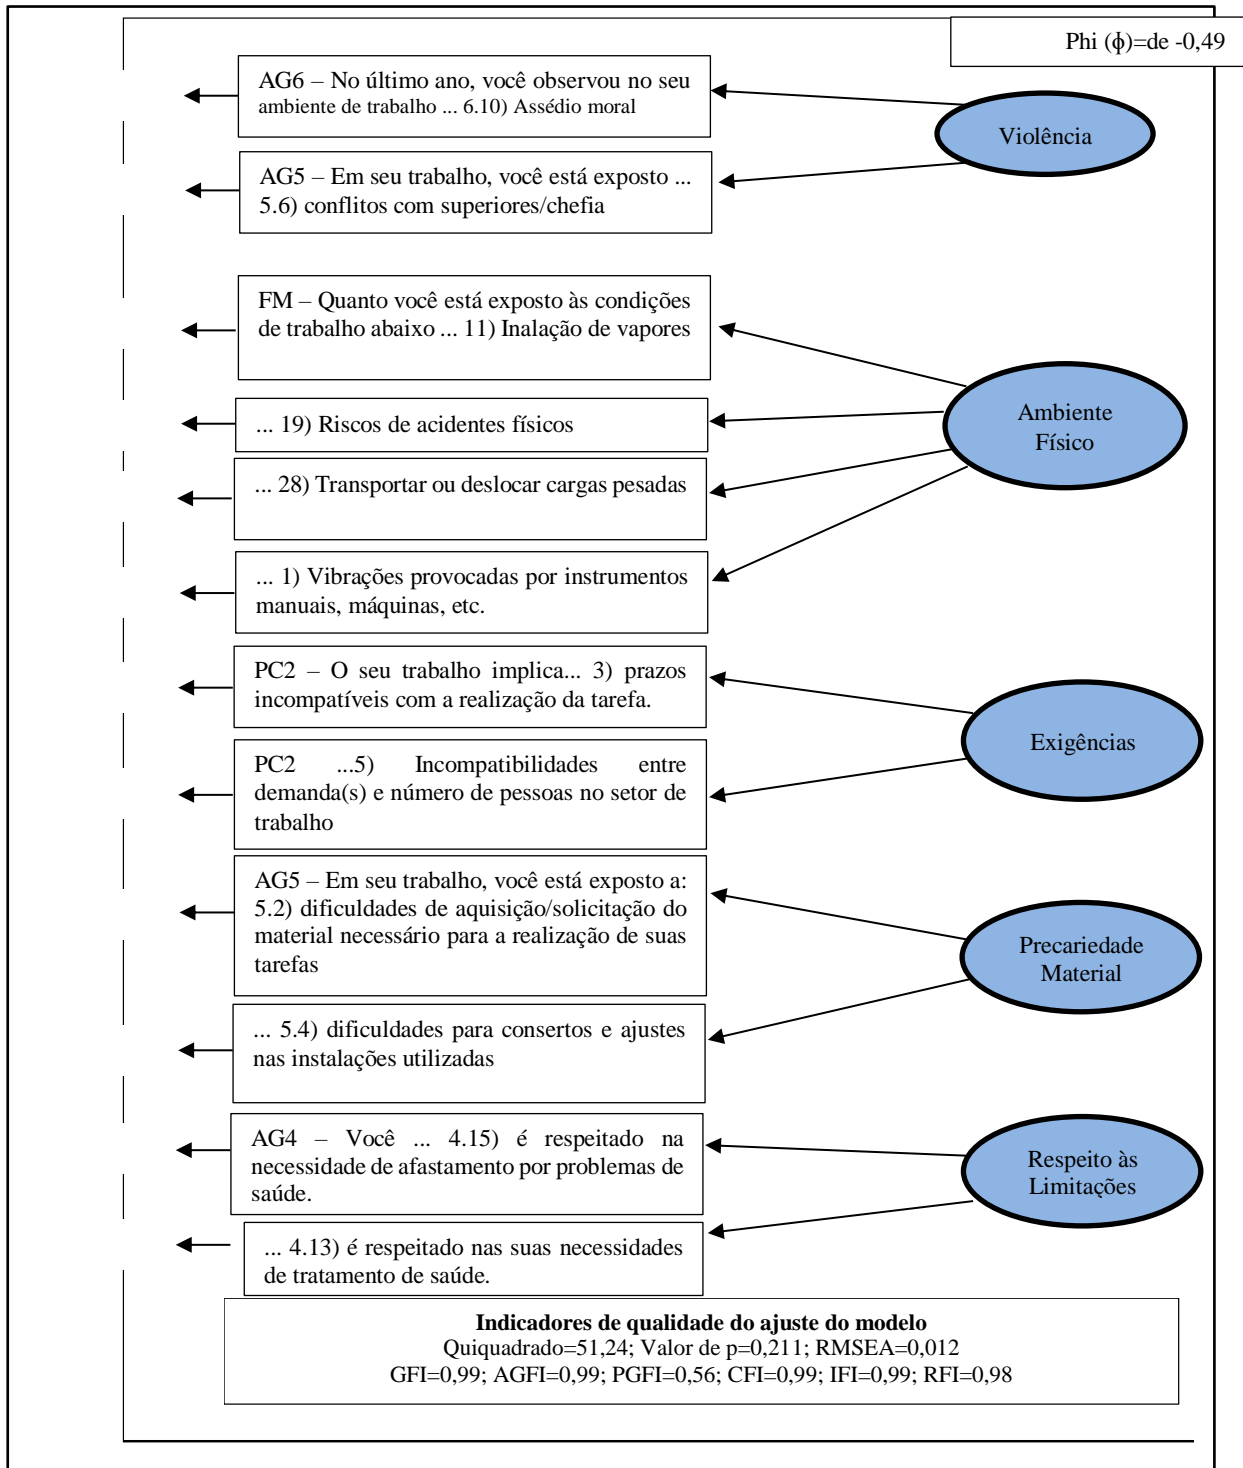 Phi (ϕ)=de -0,49
AG6 – No último ano, você observou no seu
ambiente de trabalho ... 6.10) Assédio moral
Violência
AG5 – Em seu trabalho, você está exposto ...
5.6) conflitos com superiores/chefia
FM – Quanto você está exposto às condições
de trabalho abaixo ... 11) Inalação de vapores
... 19) Riscos de acidentes físicos
Ambiente
Físico
... 28) Transportar ou deslocar cargas pesadas
... 1) Vibrações provocadas por instrumentos
manuais, máquinas, etc.
PC2 – O seu trabalho implica... 3) prazos
incompatíveis com a realização da tarefa.
Exigências
PC2 ...5) Incompatibilidades entre
demanda(s) e número de pessoas no setor de
trabalho
AG5 – Em seu trabalho, você está exposto a:
5.2) dificuldades de aquisição/solicitação do
material necessário para a realização de suas
tarefas
Precariedade
Material
... 5.4) dificuldades para consertos e ajustes
nas instalações utilizadas
AG4 – Você ... 4.15) é respeitado na
necessidade de afastamento por problemas de
saúde.
Respeito às
Limitações
... 4.13) é respeitado nas suas necessidades
de tratamento de saúde.
Indicadores de qualidade do ajuste do modelo
Quiquadrado=51,24; Valor de p=0,211; RMSEA=0,012
GFI=0,99; AGFI=0,99; PGFI=0,56; CFI=0,99; IFI=0,99; RFI=0,98